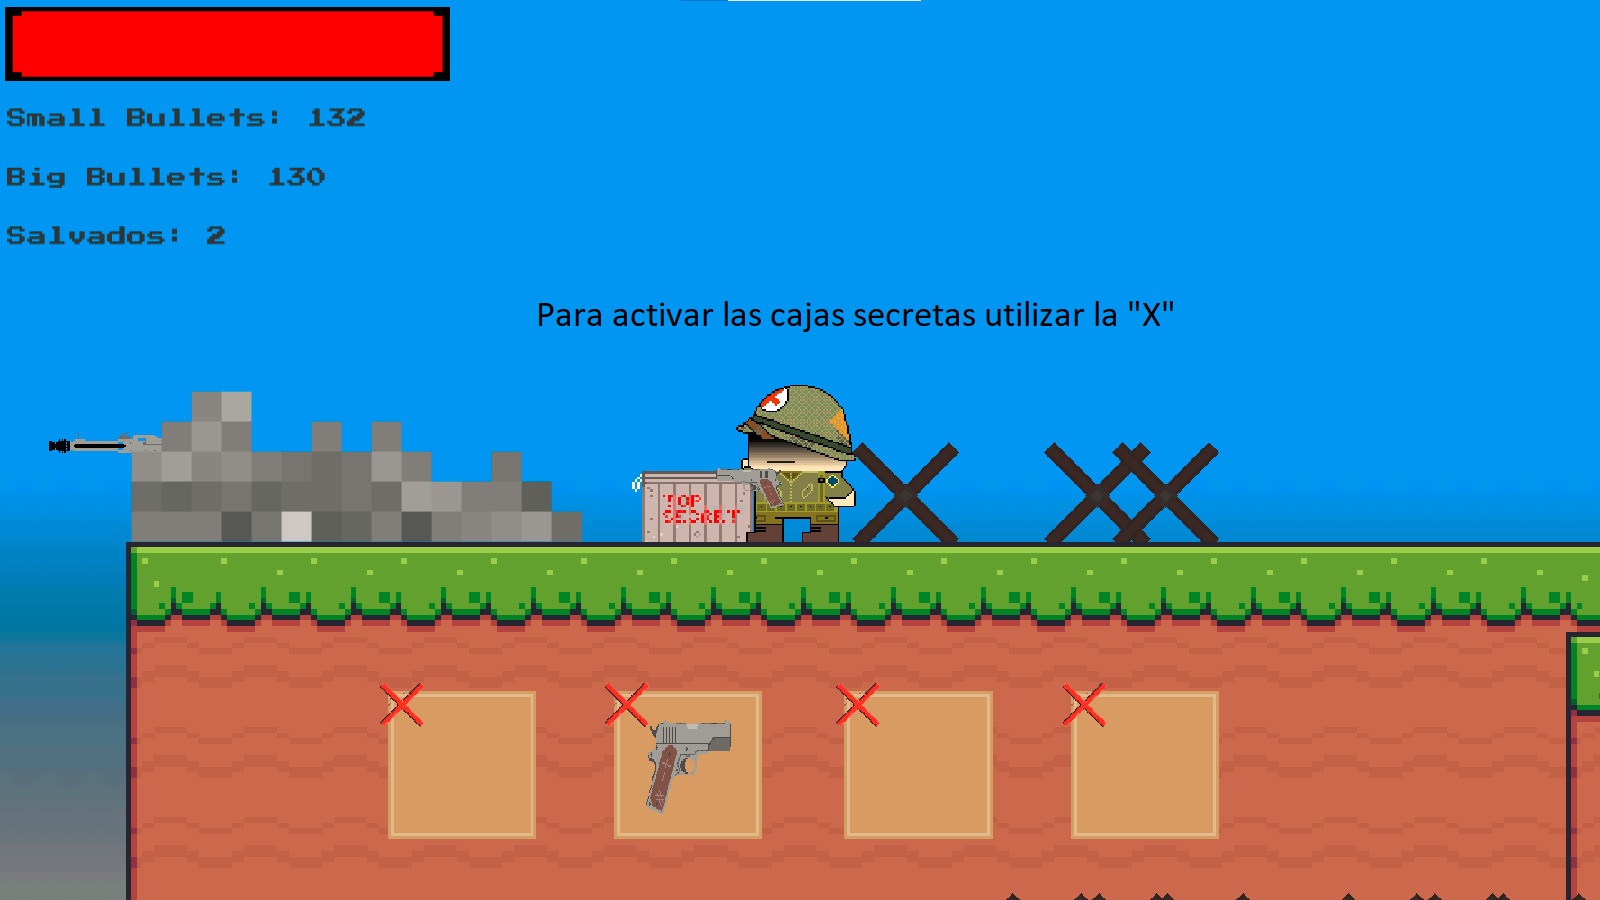 Small Bullets: 132
Big Bullets: 130
Salvados: 2
Para activar las cajas secretas utilizar la "X"
TOP
SECRET